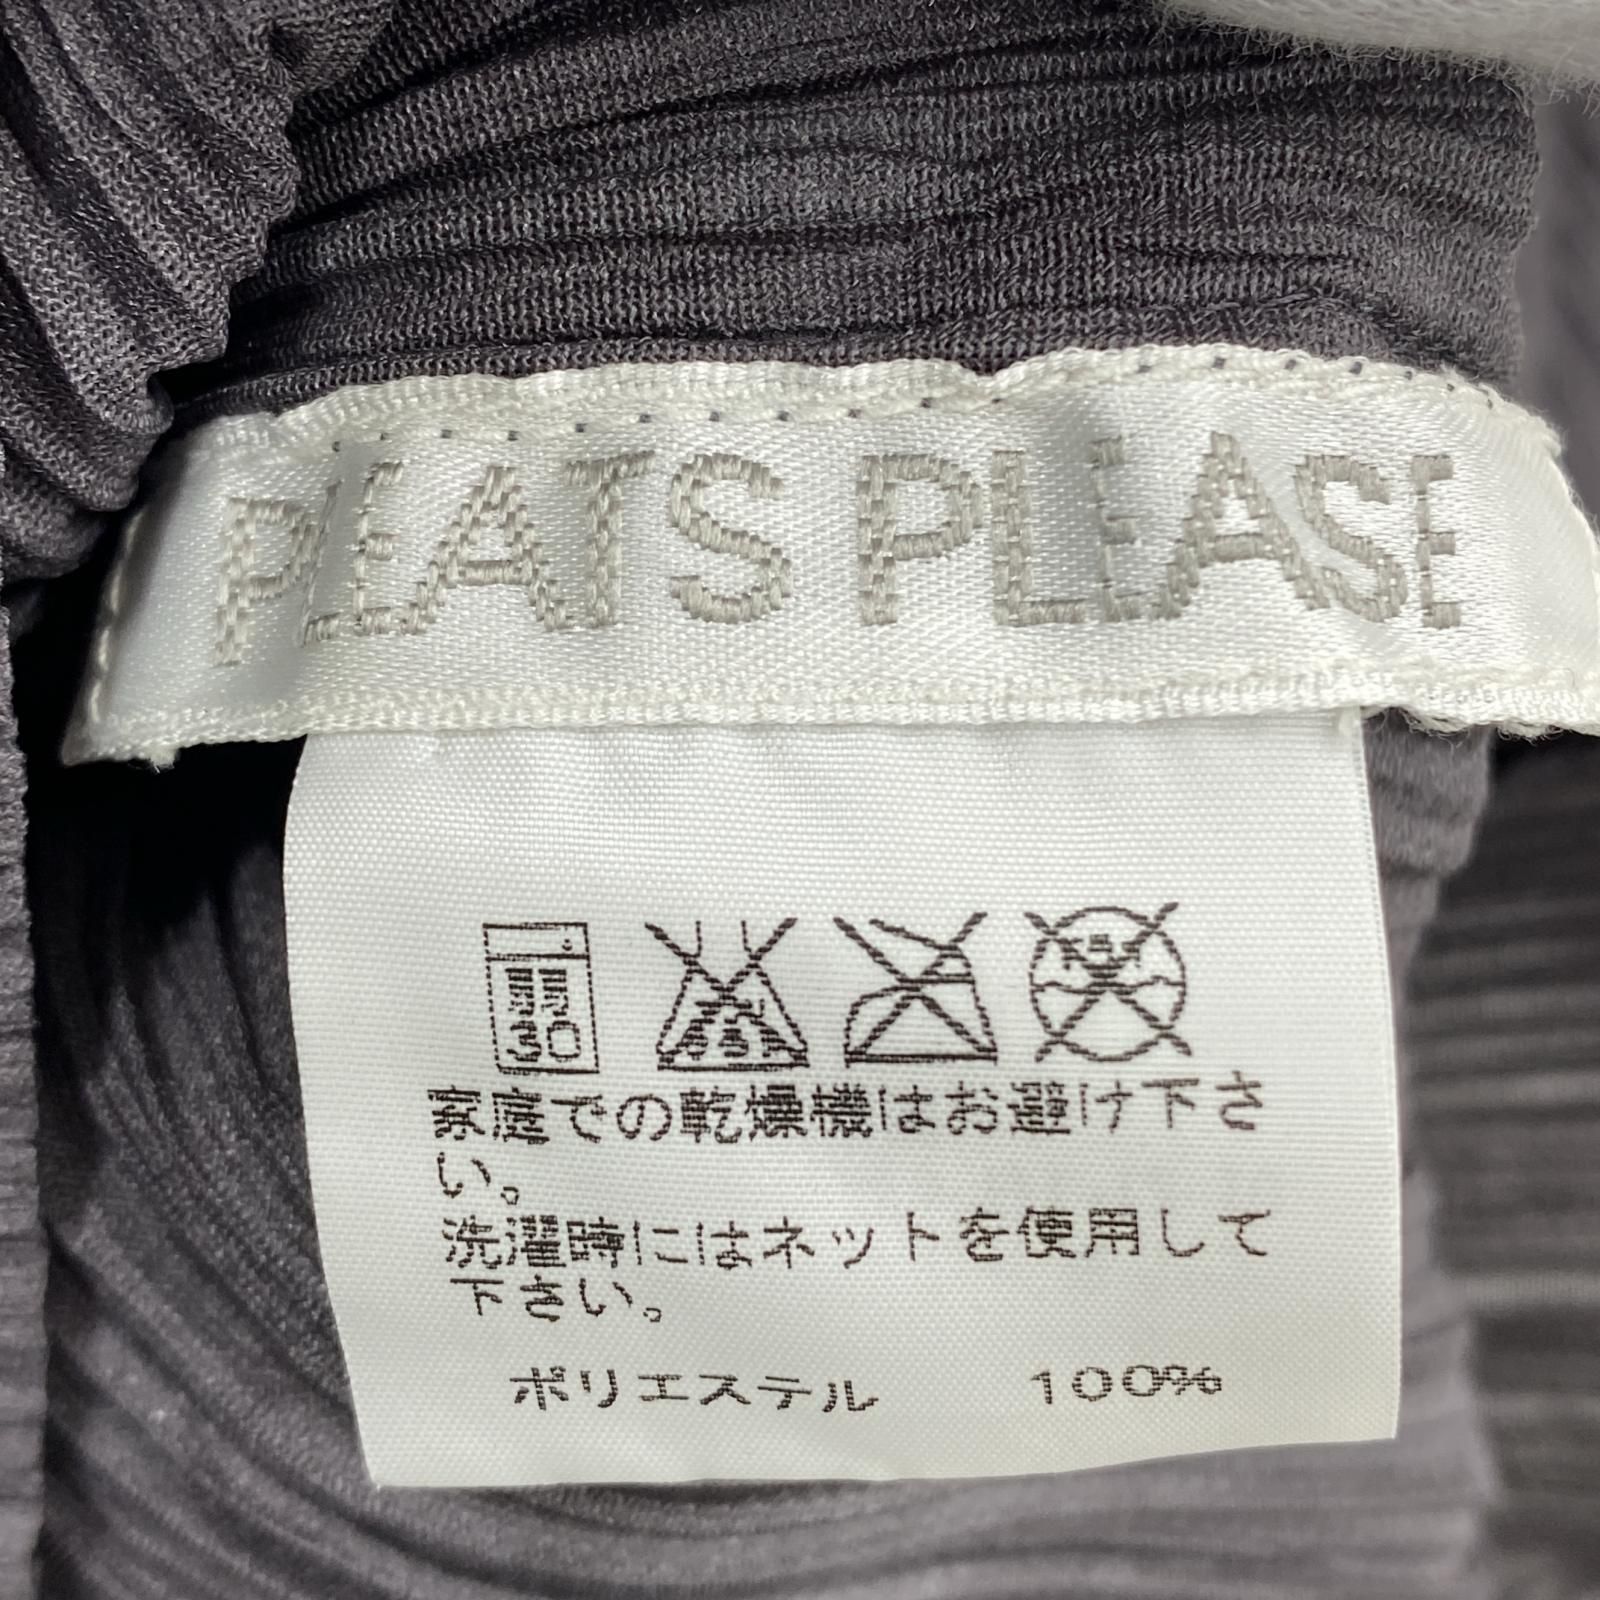 PLEATS PLEASE
家庭での乾燥機はお避け下さ
い。
洗濯時にはネットを使用して
下さい。
ポリエステル 100%